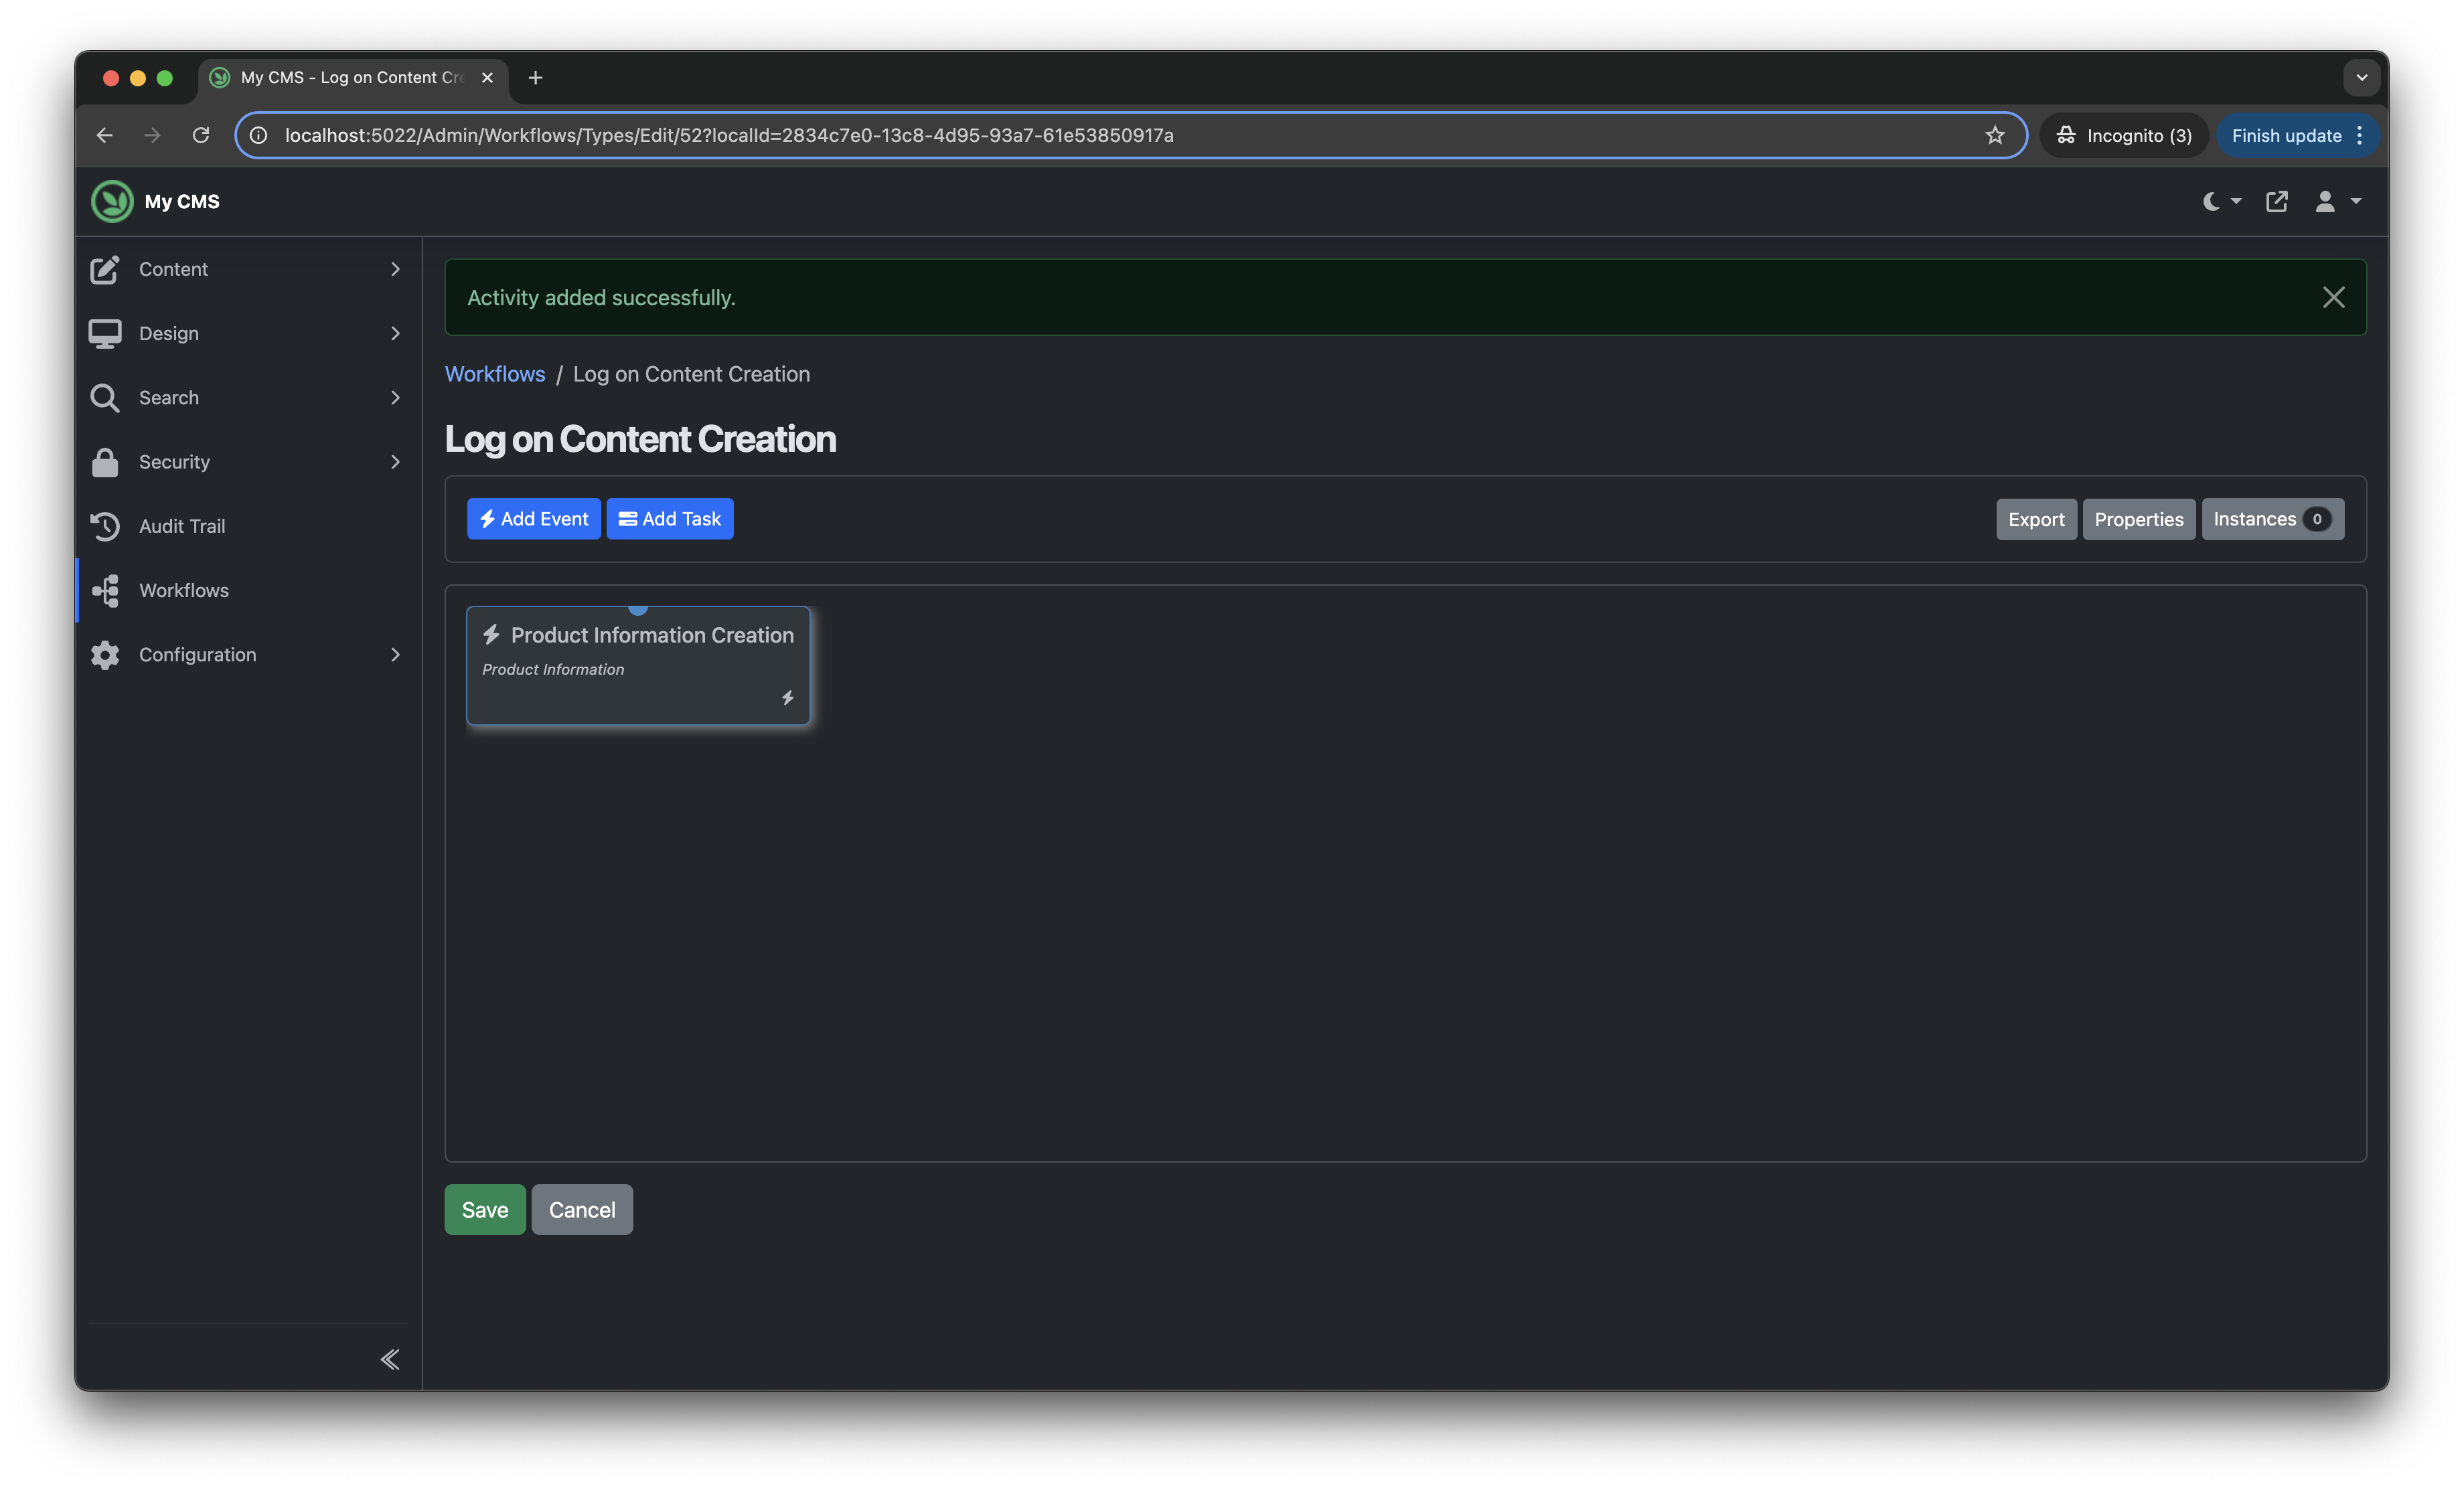 My CMS - Log on Content Cre
localhost:5022/Admin/Workflows/Types/Edit/52?localId=2834c7e0-13c8-4d95-93a7-61e53850917a
Incognito (3)
Finish update
My CMS
Content
Design
Search
Security
Audit Trail
Workflows
Configuration
Activity added successfully.
Workflows / Log on Content Creation
Log on Content Creation
Add Event
Add Task
Export
Properties
Instances 0
Product Information Creation
Product Information
Save
Cancel